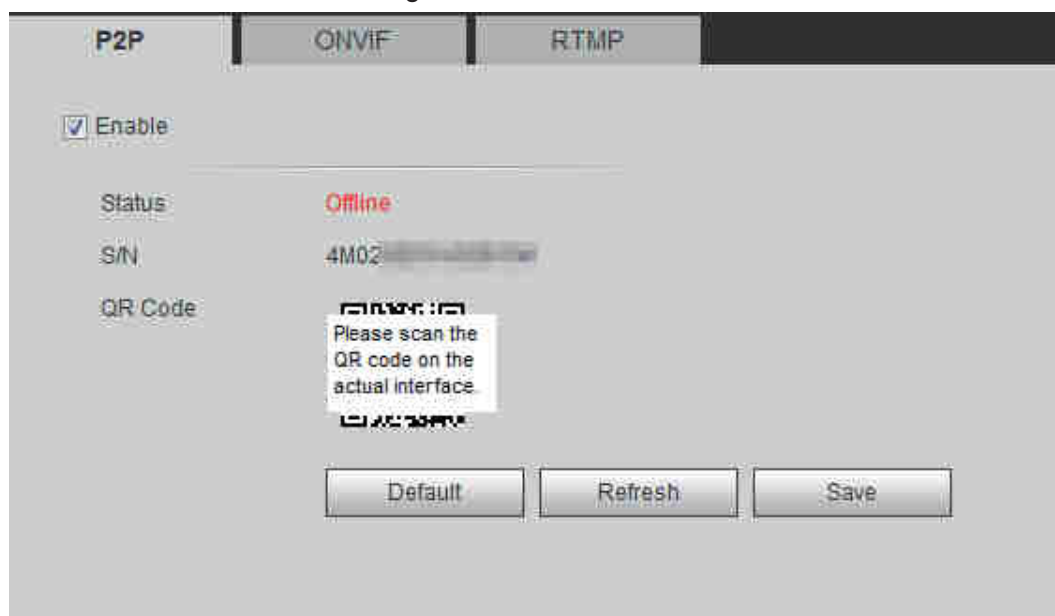 P2P ONVIF RTMP
Enable
Status Offline
S/N 4M02
QR Code
Please scan the
QR code on the
actual interface.
Default Refresh Save